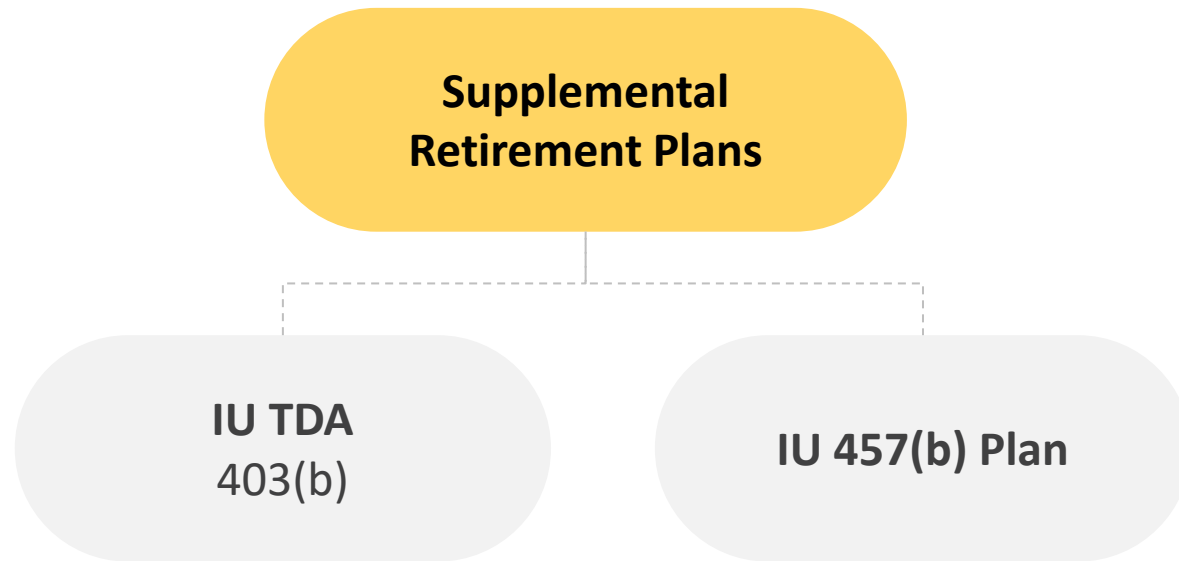 Supplemental
Retirement Plans
IU TDA
403(b)
IU 457(b) Plan